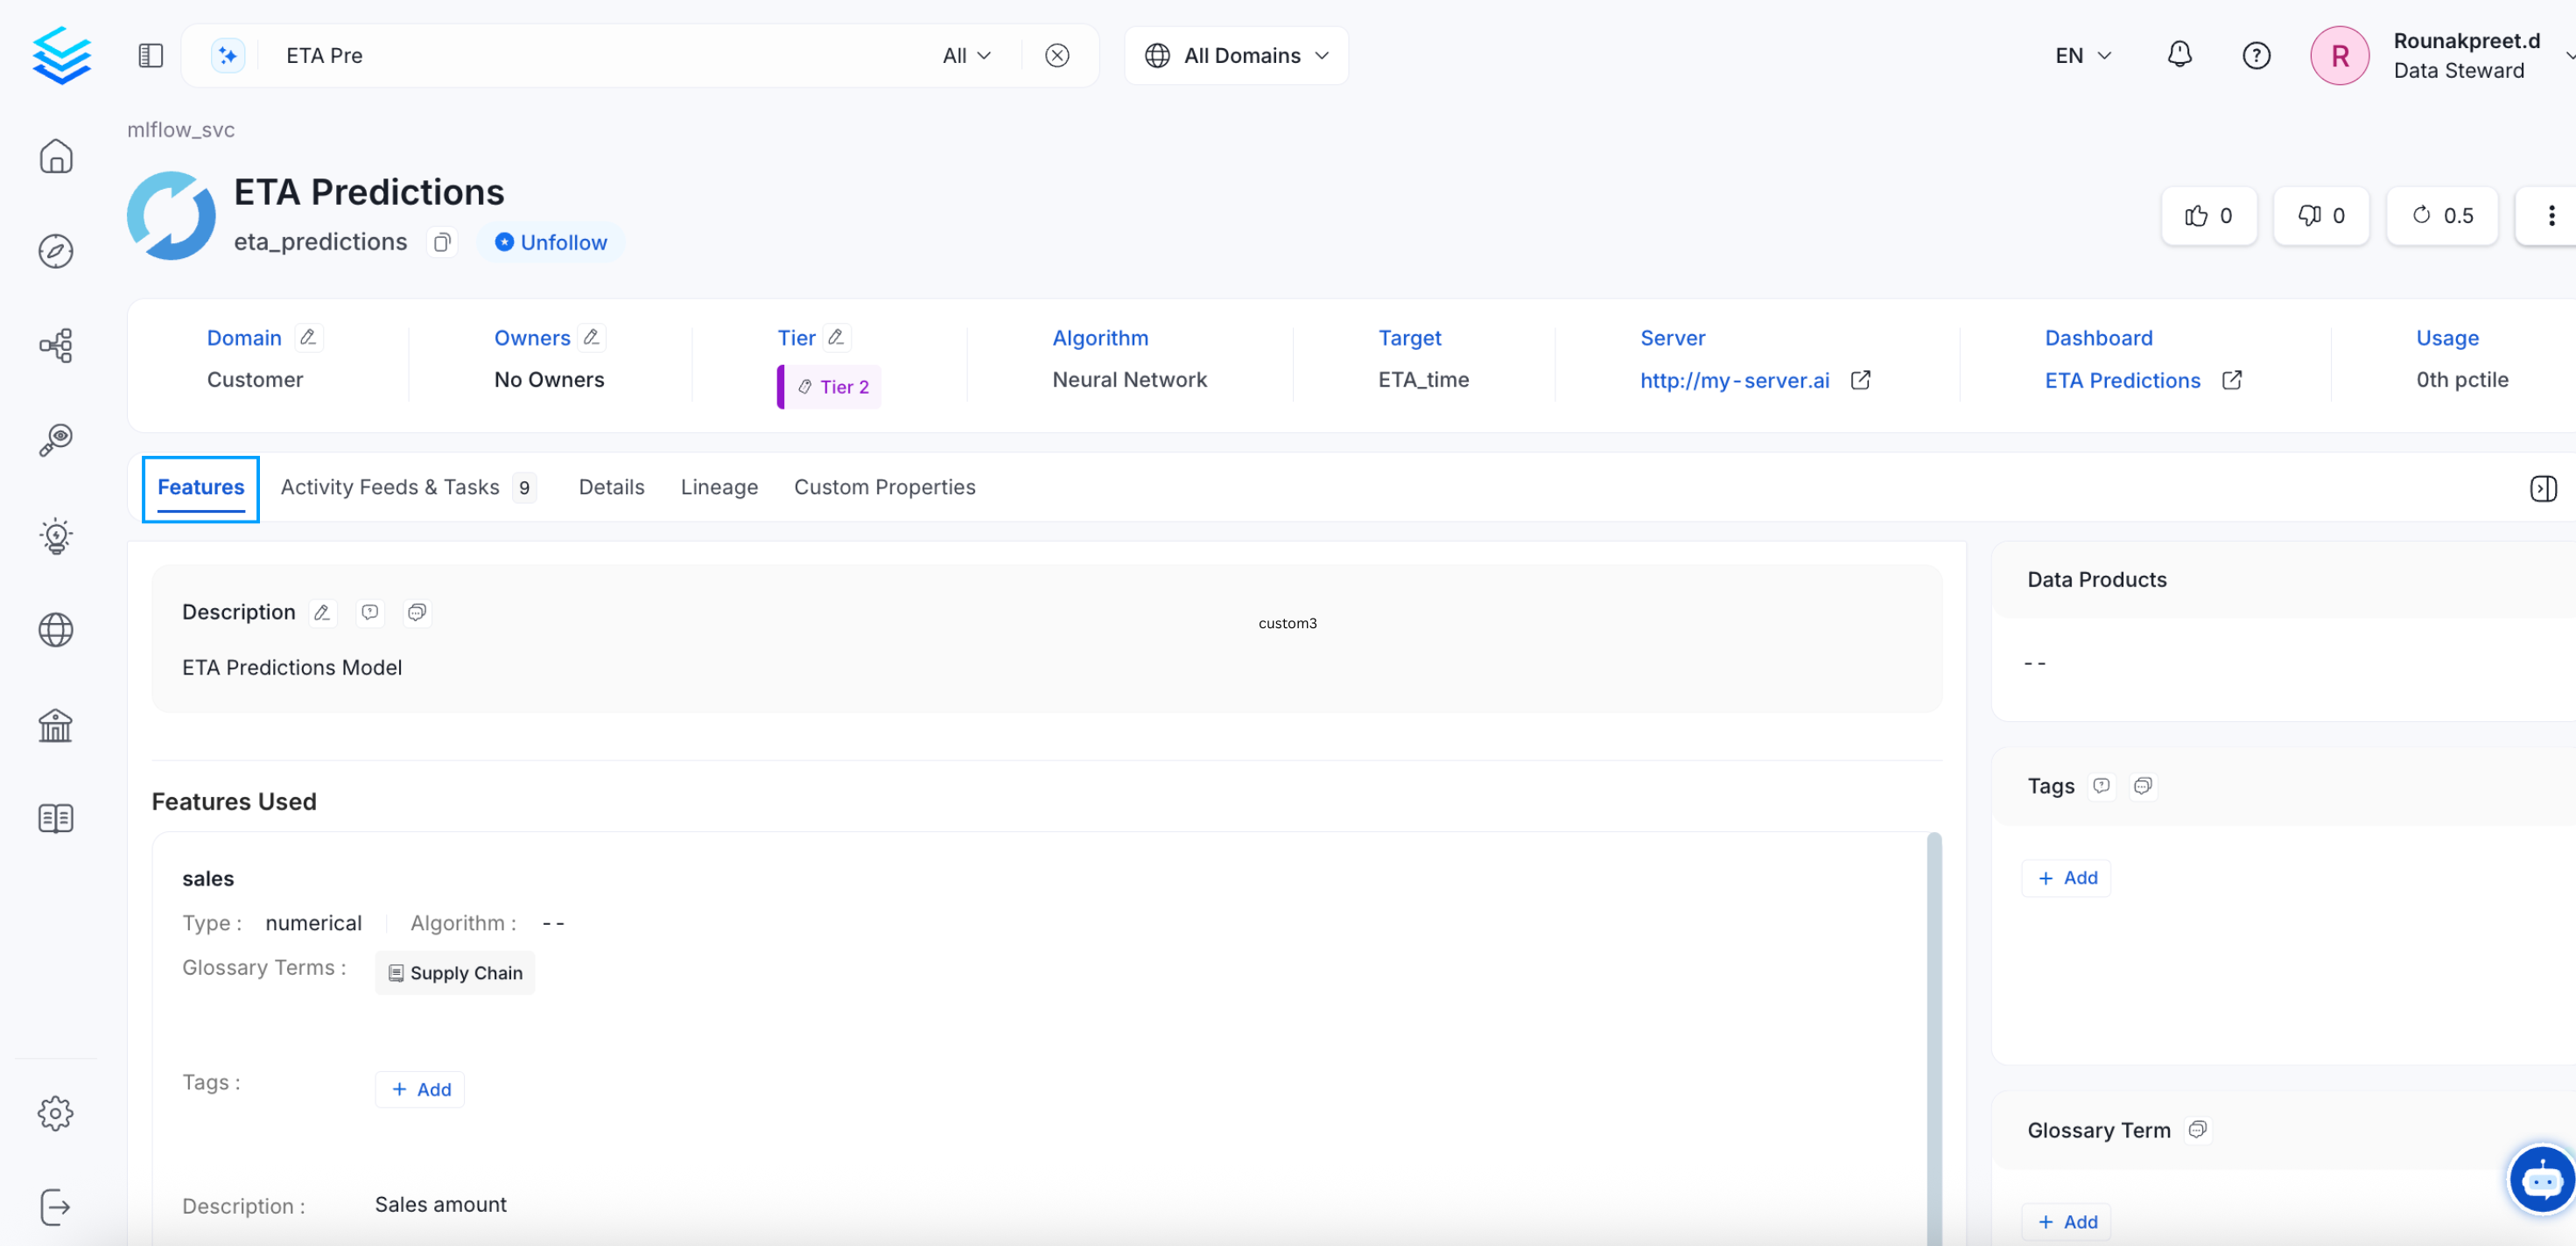 ETA Pre All All Domains EN Rounakpreet.d
R Data Steward
mlflow_svc
ETA Predictions
eta_predictions Unfollow
0 0 0.5
Domain Owners Tier Algorithm Target Server Dashboard Usage
Customer No Owners Tier 2 Neural Network ETA_time http://my-server.ai ETA Predictions 0th pctile
Features Activity Feeds & Tasks 9 Details Lineage Custom Properties
Description
custom3
ETA Predictions Model
Data Products
--
Features Used
sales
Type : numerical Algorithm : --
Glossary Terms : Supply Chain
Tags : + Add
Description : Sales amount
Tags
+ Add
Glossary Term
+ Add